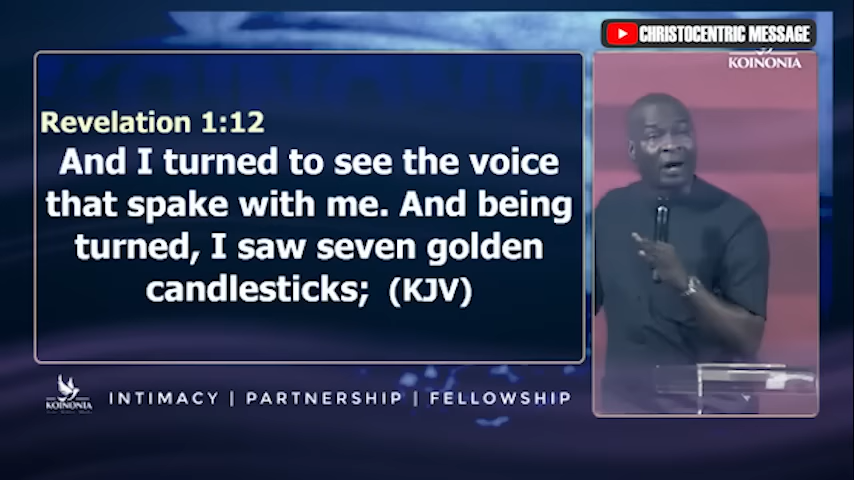 CHRISTOCENTRIC MESSAGE
KOINONIA
Revelation 1:12
And I turned to see the voice
that spake with me. And being
turned, I saw seven golden
candlesticks; (KJV)
KOINONIA
INTIMACY | PARTNERSHIP | FELLOWSHIP